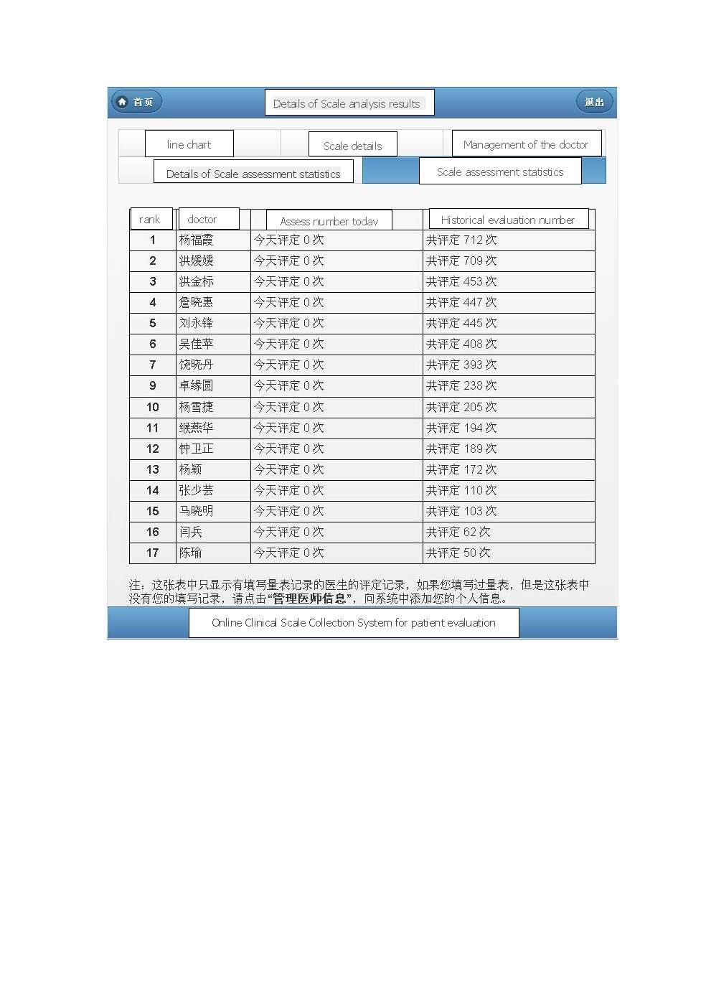 首页 Details of Scale analysis results 退出
line chart Scale details Management of the doctor
Details of Scale assessment statistics Scale assessment statistics
rank doctor Assess number today Historical evaluation number
1 杨福霞 今天评定 0 次 共评定 712 次
2 洪媛媛 今天评定 0 次 共评定 709 次
3 洪金标 今天评定 0 次 共评定 453 次
4 詹晓惠 今天评定 0 次 共评定 447 次
5 刘永锋 今天评定 0 次 共评定 445 次
6 吴佳苹 今天评定 0 次 共评定 408 次
7 饶晓丹 今天评定 0 次 共评定 393 次
9 卓缘圆 今天评定 0 次 共评定 238 次
10 杨雪捷 今天评定 0 次 共评定 205 次
11 缑燕华 今天评定 0 次 共评定 194 次
12 钟卫正 今天评定 0 次 共评定 189 次
13 杨颖 今天评定 0 次 共评定 172 次
14 张少芸 今天评定 0 次 共评定 110 次
15 马晓明 今天评定 0 次 共评定 103 次
16 闫兵 今天评定 0 次 共评定 62 次
17 陈瑜 今天评定 0 次 共评定 50 次
注：这张表中只显示有填写量表记录的医生的评定记录，如果您填写过量表，但是这张表中
没有您的填写记录，请点击“管理医师信息”，向系统中添加您的个人信息。
Online Clinical Scale Collection System for patient evaluation